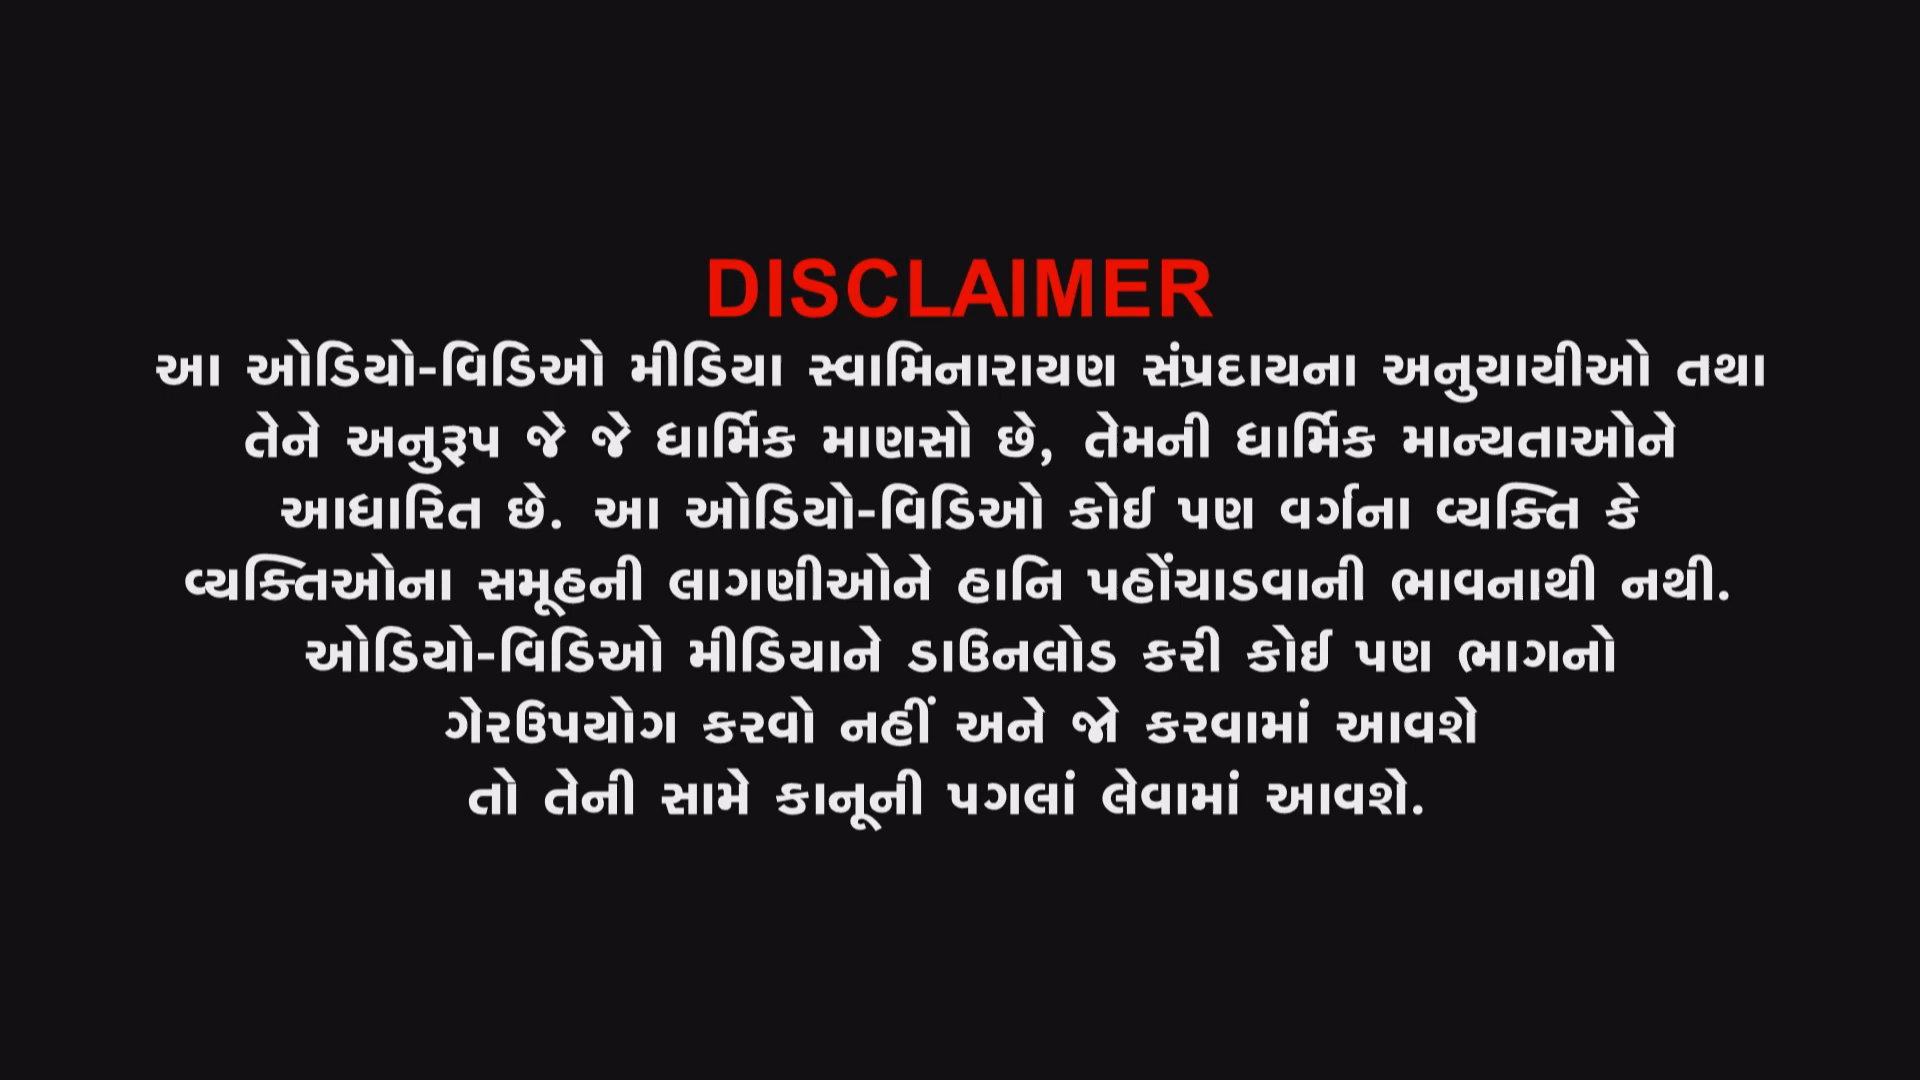 DISCLAIMER
આ ઓડિયો-વિડિઓ મીડિયા સ્વામિનારાયણ સંપ્રદાયના અનુયાયીઓ તથા
તેને અનુરૂપ જે જે ધાર્મિક માણસો છે, તેમની ધાર્મિક માન્યતાઓને
આધારિત છે. આ ઓડિયો-વિડિઓ કોઈ પણ વર્ગના વ્યક્તિ કે
વ્યક્તિઓના સમૂહની લાગણીઓને હાનિ પહોંચાડવાની ભાવનાથી નથી.
ઓડિયો-વિડિઓ મીડિયાને ડાઉનલોડ કરી કોઈ પણ ભાગનો
ગેરઉપયોગ કરવો નહીં અને જો કરવામાં આવશે
તો તેની સામે કાનૂની પગલાં લેવામાં આવશે.